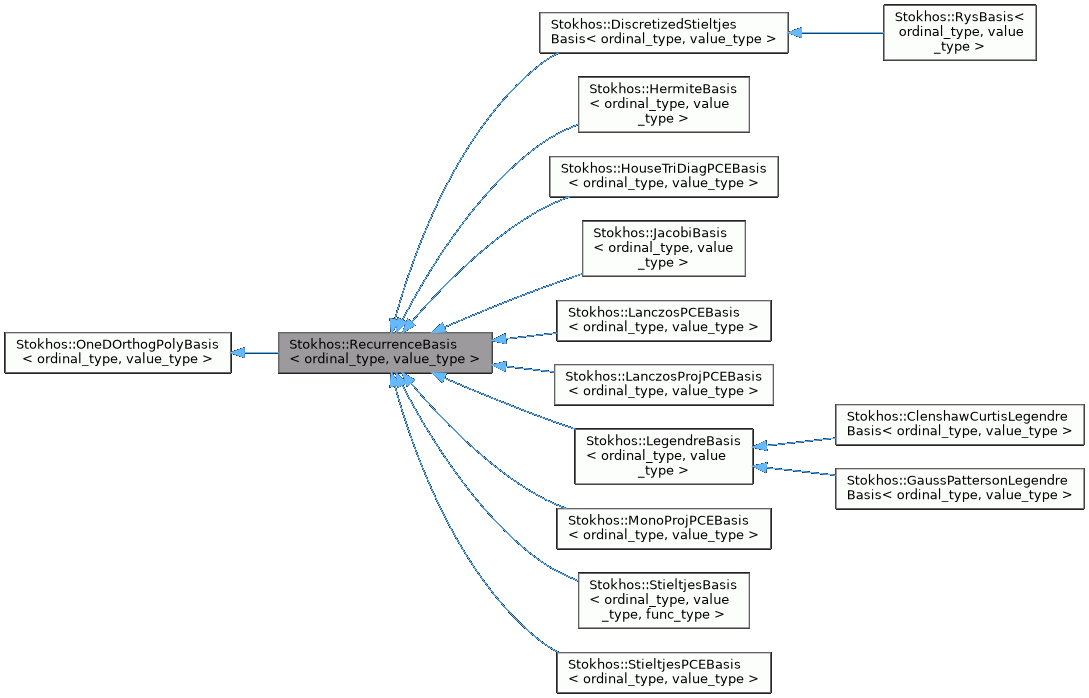 Stokhos::DiscretizedStieltjes
Basis< ordinal_type, value_type >
Stokhos::RysBasis<
ordinal_type, value
_type >
Stokhos::HermiteBasis
< ordinal_type, value
_type >
Stokhos::HouseTriDiagPCEBasis
< ordinal_type, value_type >
Stokhos::JacobiBasis
< ordinal_type, value
_type >
Stokhos::LanczosPCEBasis
< ordinal_type, value_type >
Stokhos::OneDOrthogPolyBasis
< ordinal_type, value_type >
Stokhos::RecurrenceBasis
< ordinal_type, value_type >
Stokhos::LanczosProjPCEBasis
< ordinal_type, value_type >
Stokhos::LegendreBasis
< ordinal_type, value
_type >
Stokhos::ClenshawCurtisLegendre
Basis< ordinal_type, value_type >
Stokhos::GaussPattersonLegendre
Basis< ordinal_type, value_type >
Stokhos::MonoProjPCEBasis
< ordinal_type, value_type >
Stokhos::StieltjesBasis
< ordinal_type, value
_type, func_type >
Stokhos::StieltjesPCEBasis
< ordinal_type, value_type >